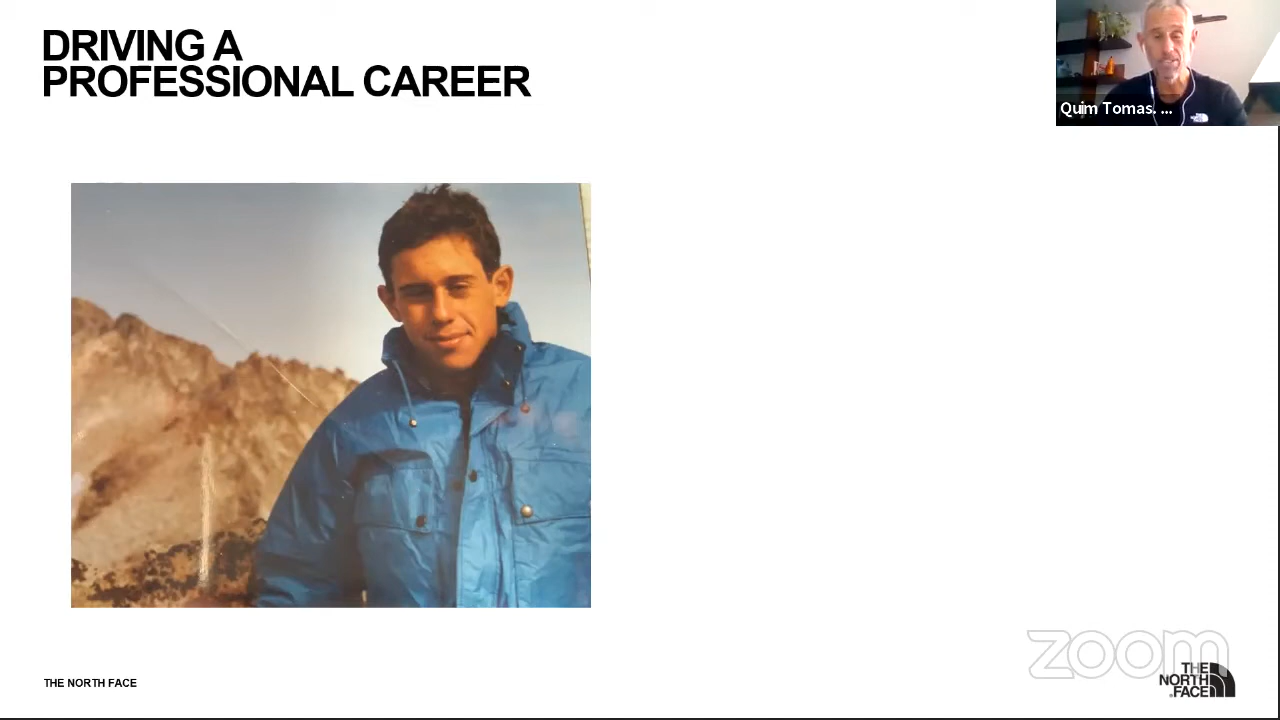 DRIVING A
PROFESSIONAL CAREER
Quim Tomas. ...
THE NORTH FACE
zoom
THE
NORTH
FACE